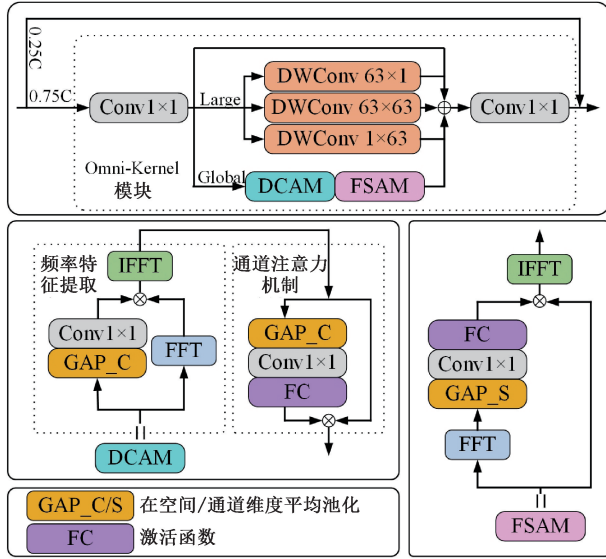 0.25C
0.75C
Conv1×1
Large
DWConv 63×1
DWConv 63×63
DWConv 1×63
⊕
Conv1×1
Omni-Kernel
模块
Global
DCAM
FSAM
频率特
征提取
IFFT
⊗
Conv1×1
GAP_C
FFT
DCAM
通道注意力
机制
GAP_C
Conv1×1
FC
⊗
IFFT
⊗
FC
Conv1×1
GAP_S
FFT
FSAM
GAP_C/S
在空间/通道维度平均池化
FC
激活函数